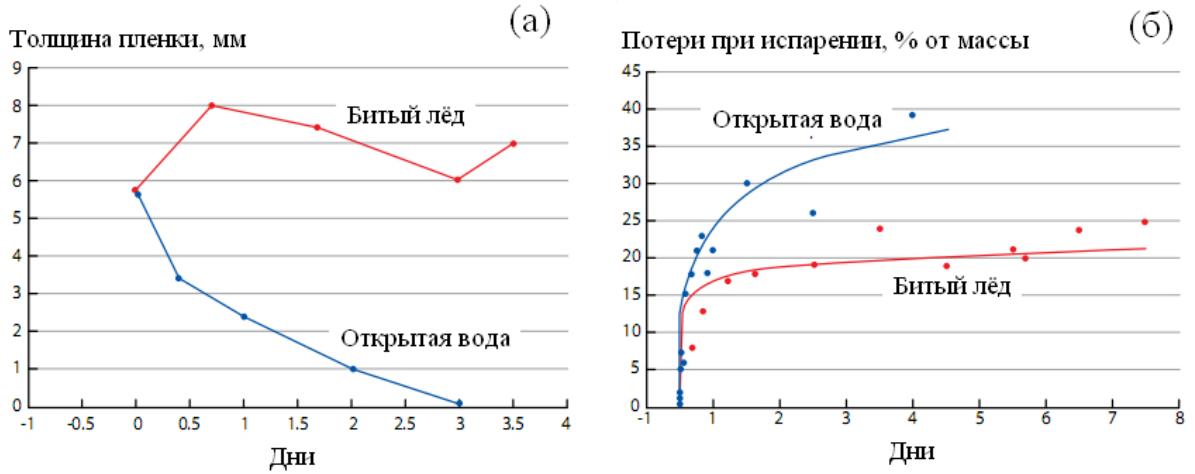 (а)
Толщина пленки, мм
9
8
7
6
5
4
3
2
1
0
Битый лёд
Открытая вода
-1 -0.5 0 0.5 1 1.5 2 2.5 3 3.5 4
Дни
(б)
Потери при испарении, % от массы
45
40
35
30
25
20
15
10
5
0
Открытая вода
Битый лёд
-1 1 2 3 4 5 6 7 8
Дни